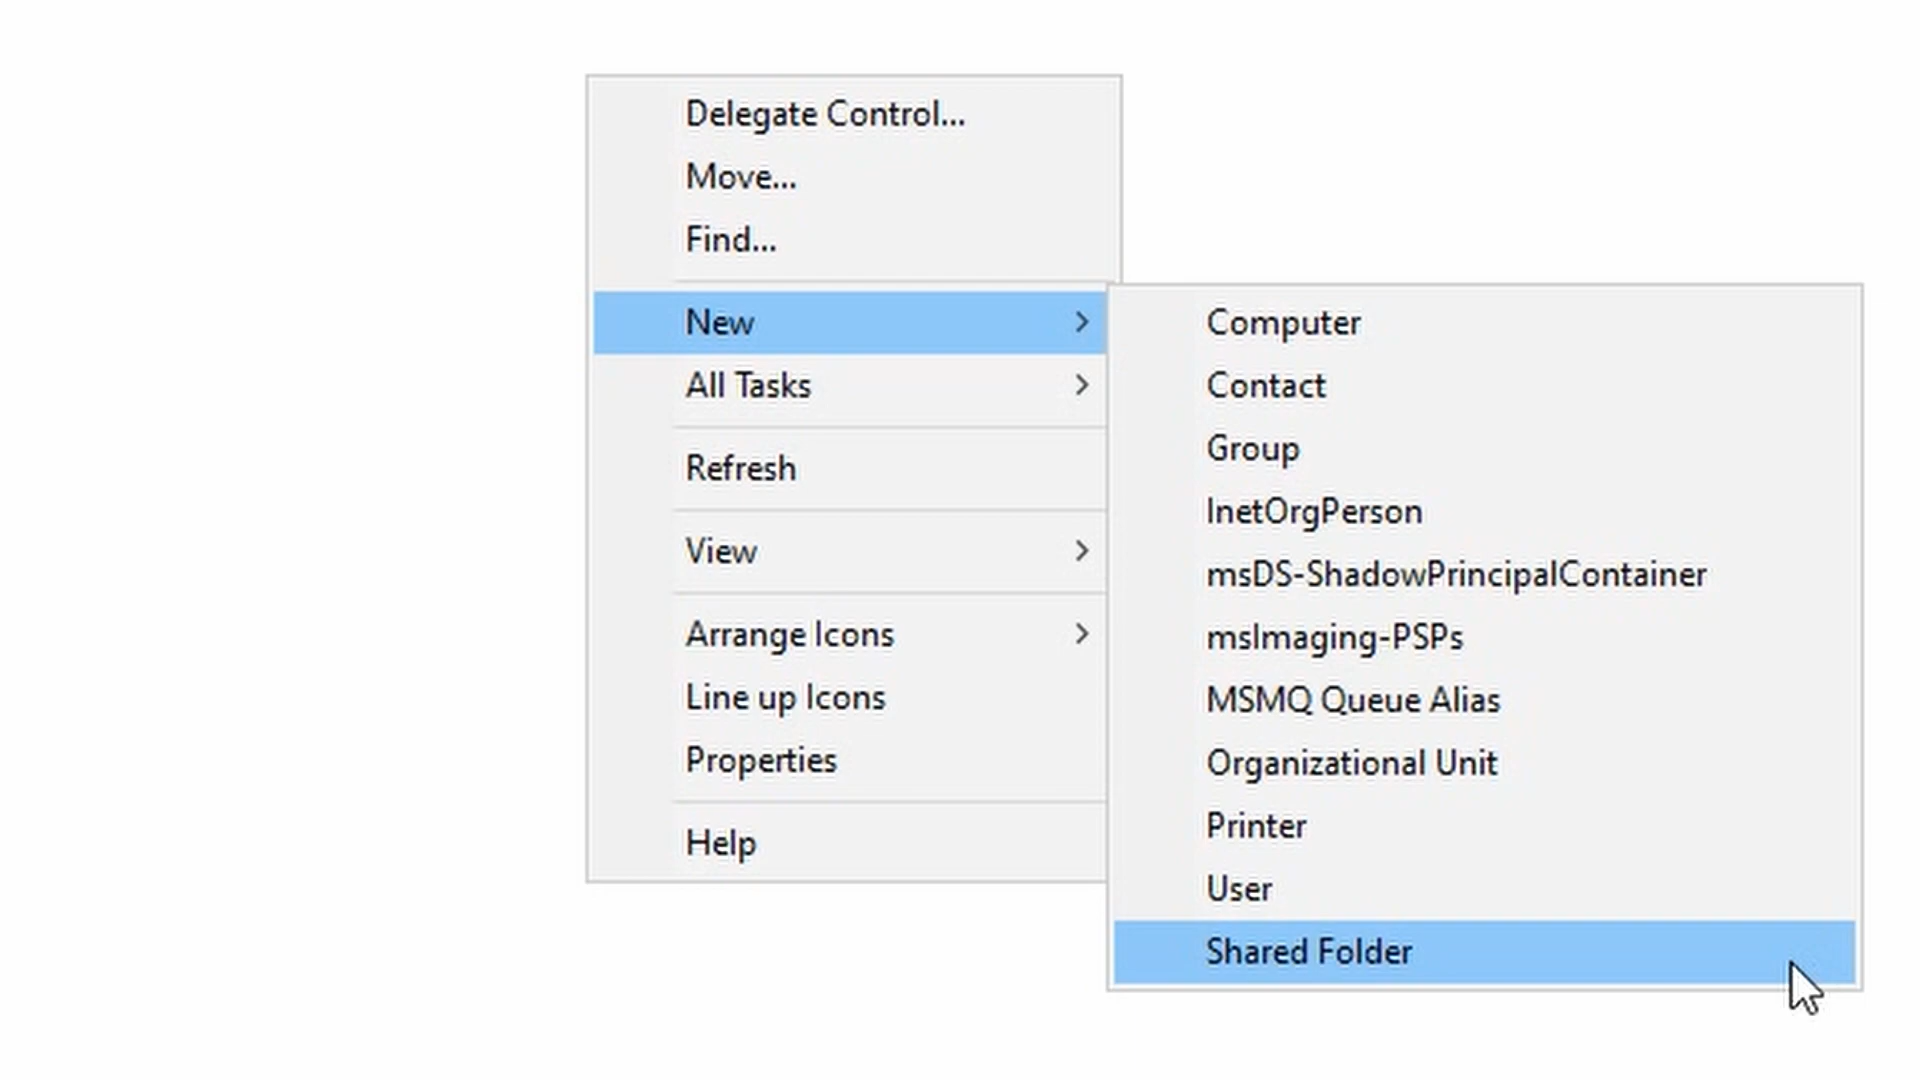 Delegate Control...
Move...
Find...
New
All Tasks
Refresh
View
Arrange Icons
Line up Icons
Properties
Help
Computer
Contact
Group
InetOrgPerson
msDS-ShadowPrincipalContainer
msImaging-PSPs
MSMQ Queue Alias
Organizational Unit
Printer
User
Shared Folder